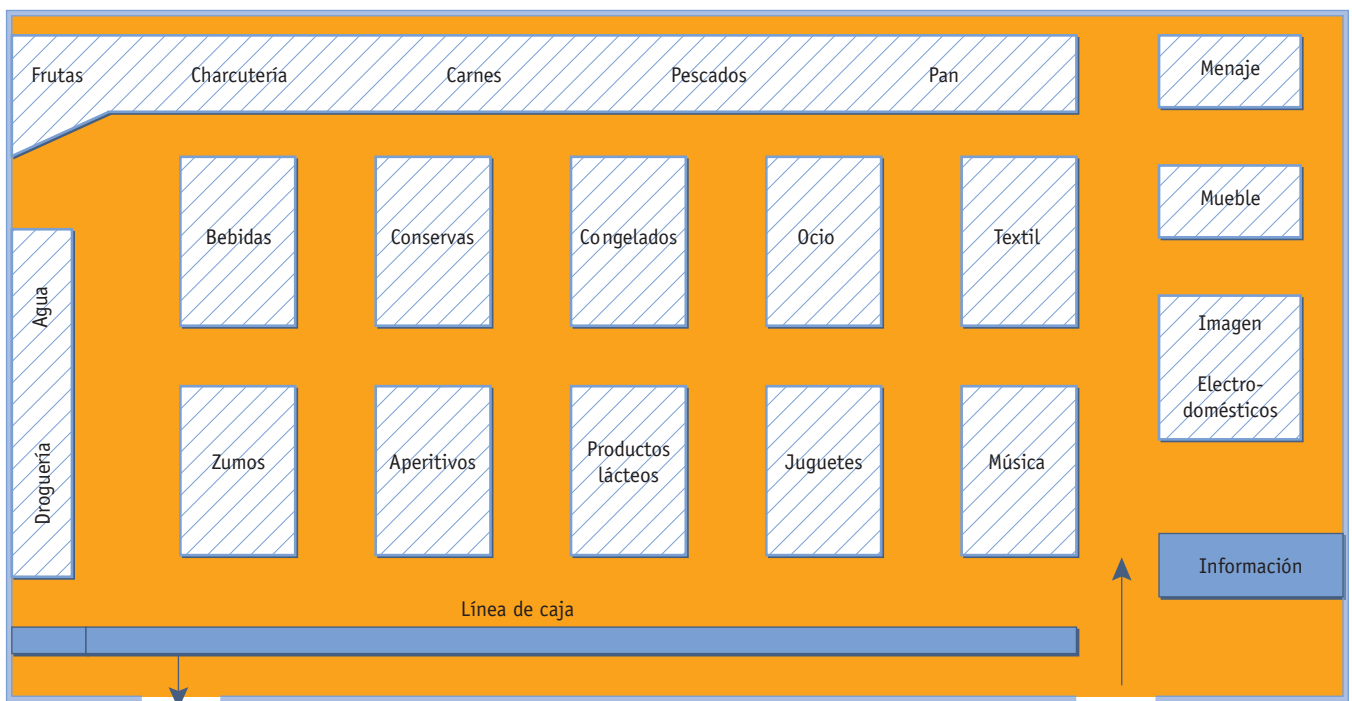 Frutas
Charcutería
Carnes
Pescados
Pan
Menaje
Mueble
Bebidas
Conservas
Congelados
Ocio
Textil
Agua
Imagen
Electro-
domésticos
Droguería
Zumos
Aperitivos
Productos
lácteos
Juguetes
Música
Información
Línea de caja